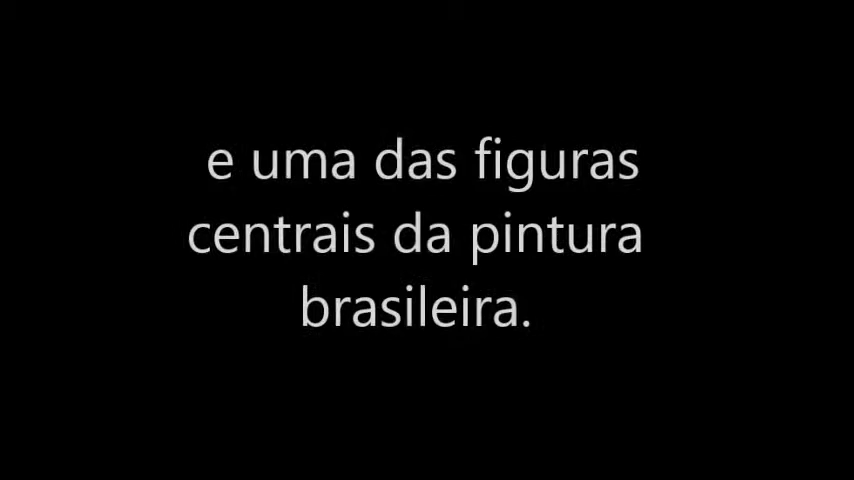 e uma das figuras
centrais da pintura
brasileira.